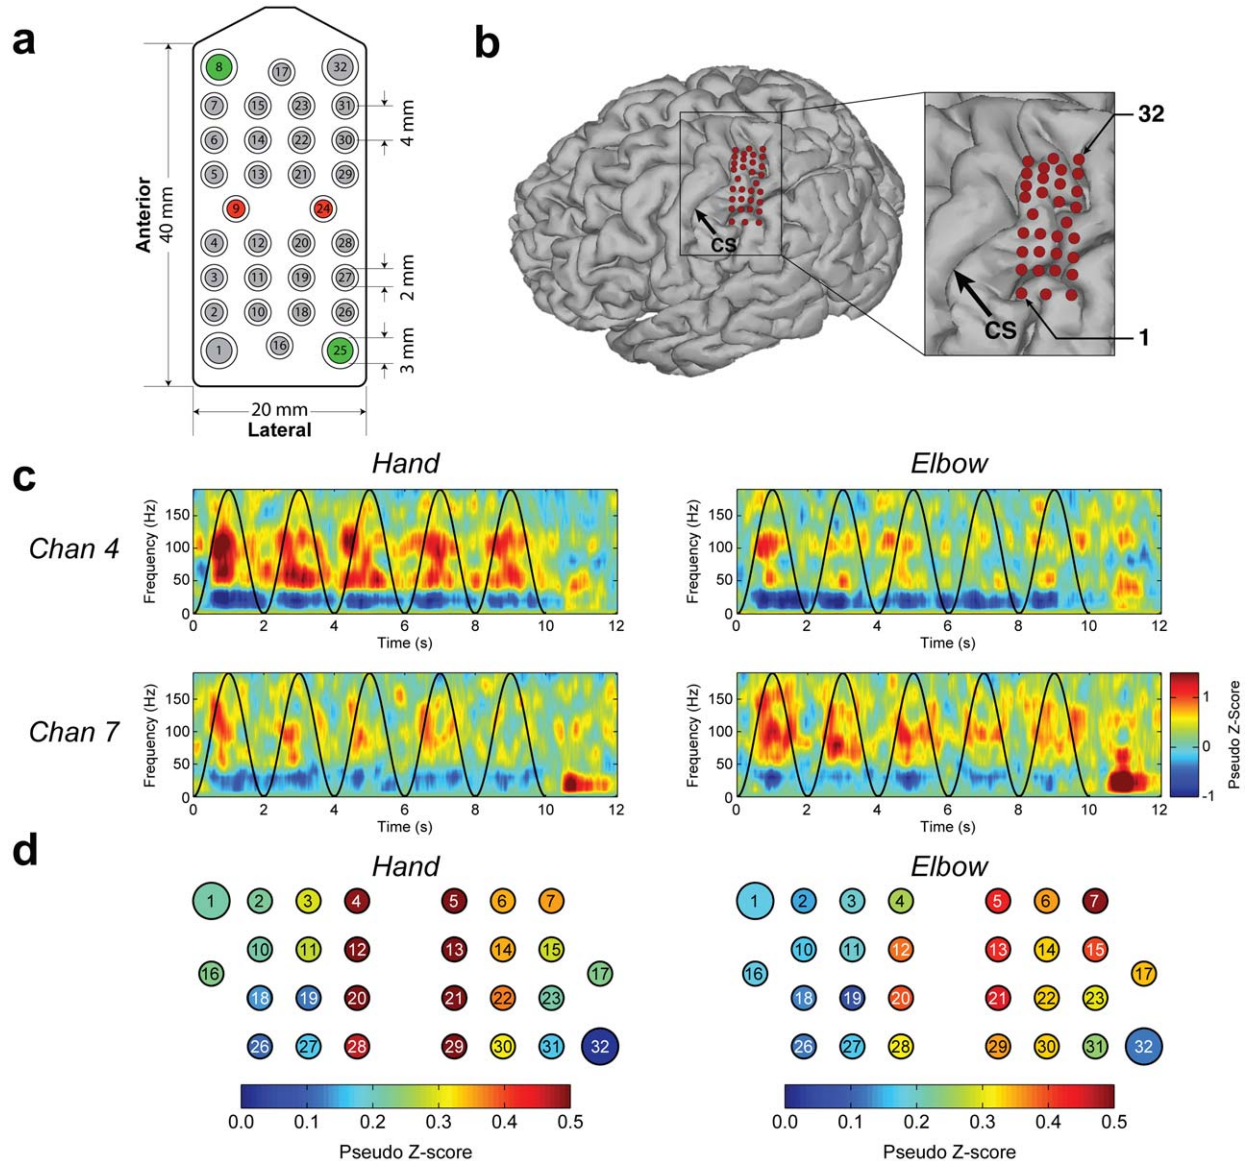 a
8 17 32
7 15 23 31
6 14 22 30
5 13 21 29
9 24
4 12 20 28
3 11 19 27
2 10 18 26
1 16 25
4 mm
2 mm
3 mm
Anterior
40 mm
20 mm
Lateral
b
CS
32
CS
1
c
Hand
Elbow
Chan 4
Frequency (Hz)
150
100
50
0
0 2 4 6 8 10 12
Time (s)
Frequency (Hz)
150
100
50
0
0 2 4 6 8 10 12
Time (s)
Chan 7
Frequency (Hz)
150
100
50
0
0 2 4 6 8 10 12
Time (s)
Frequency (Hz)
150
100
50
0
0 2 4 6 8 10 12
Time (s)
1
0
-1
Pseudo Z-Score
d
Hand
1 2 3 4 5 6 7
10 11 12 13 14 15
16 17
18 19 20 21 22 23
26 27 28 29 30 31 32
0.0 0.1 0.2 0.3 0.4 0.5
Pseudo Z-score
Elbow
1 2 3 4 5 6 7
10 11 12 13 14 15
16 17
18 19 20 21 22 23
26 27 28 29 30 31 32
0.0 0.1 0.2 0.3 0.4 0.5
Pseudo Z-score